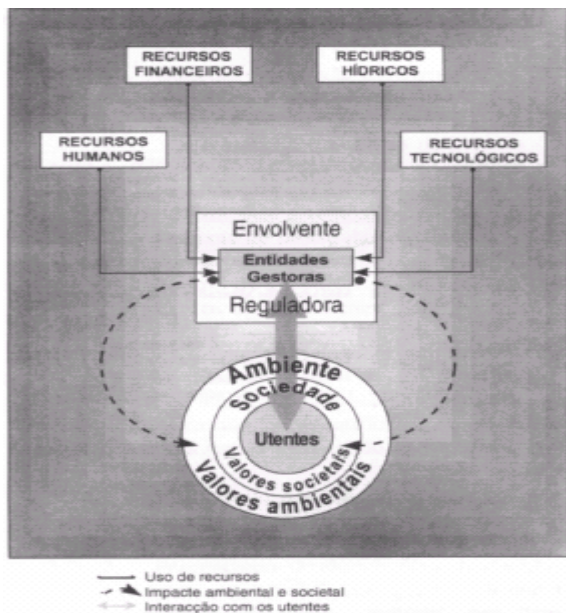 RECURSOS
FINANCEIROS
RECURSOS
HÍDRICOS
RECURSOS
HUMANOS
RECURSOS
TECNOLÓGICOS
Envolvente
Entidades
Gestoras
Reguladora
Ambiente
Sociedade
Utentes
Valores societais
Valores ambientais
Uso de recursos
Impacte ambiental e societal
Interacção com os utentes